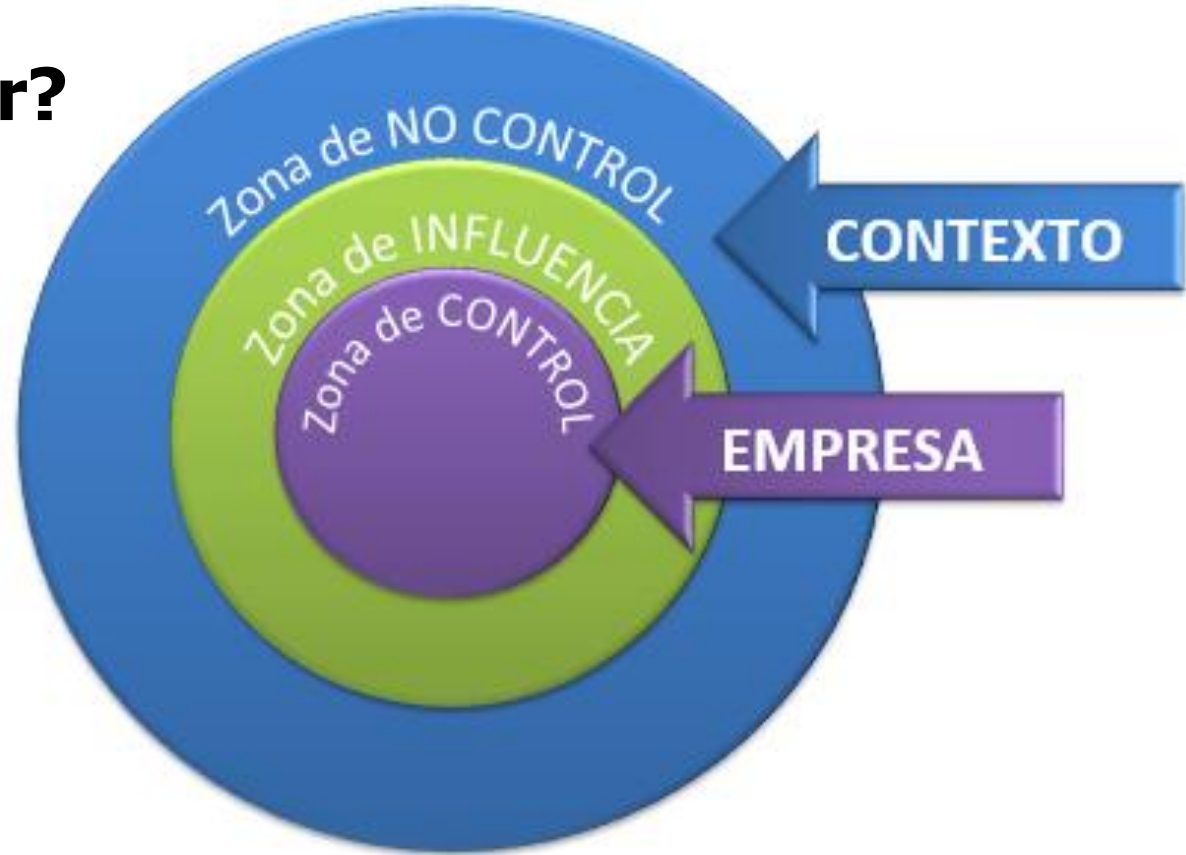 r?
Zona de NO CONTROL
CONTEXTO
Zona de INFLUENCIA
Zona de CONTROL
EMPRESA